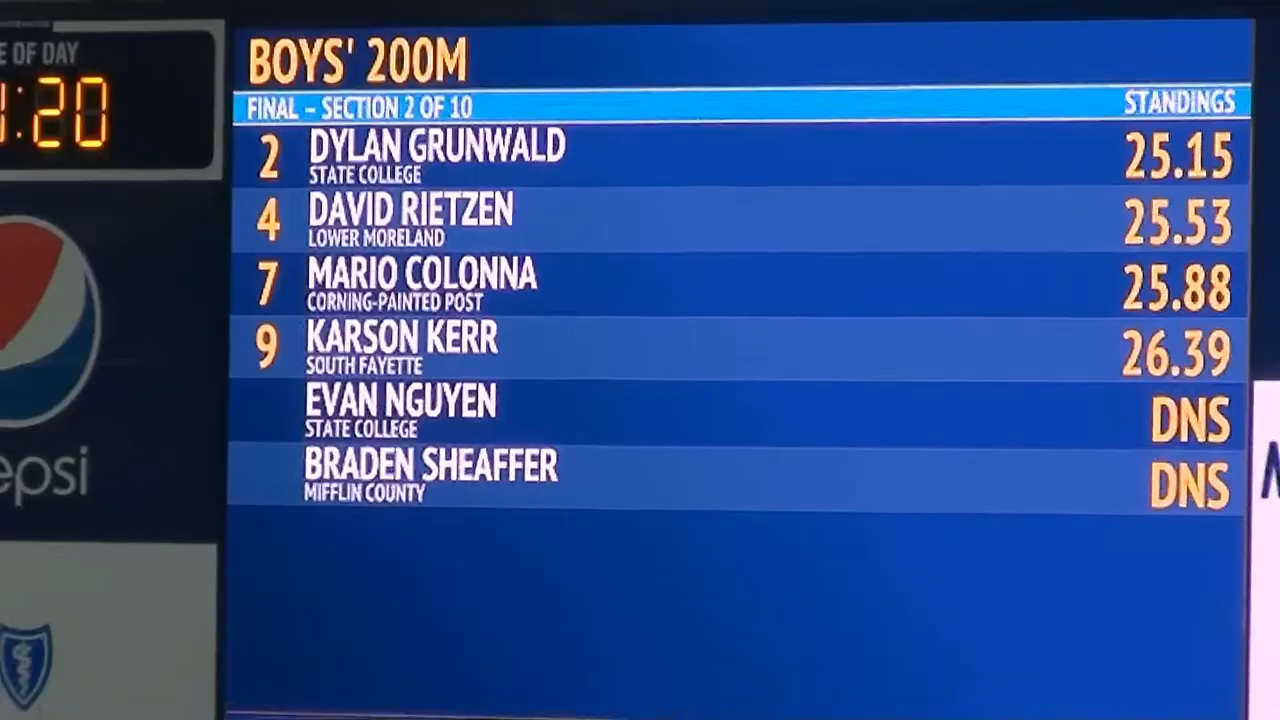 E OF DAY
:20
BOYS' 200M
FINAL – SECTION 2 OF 10 STANDINGS
2 DYLAN GRUNWALD 25.15
STATE COLLEGE
4 DAVID RIETZEN 25.53
LOWER MORELAND
7 MARIO COLONNA 25.88
CORNING-PAINTED POST
9 KARSON KERR 26.39
SOUTH FAYETTE
EVAN NGUYEN DNS
STATE COLLEGE
BRADEN SHEAFFER DNS
MIFFLIN COUNTY
epsi